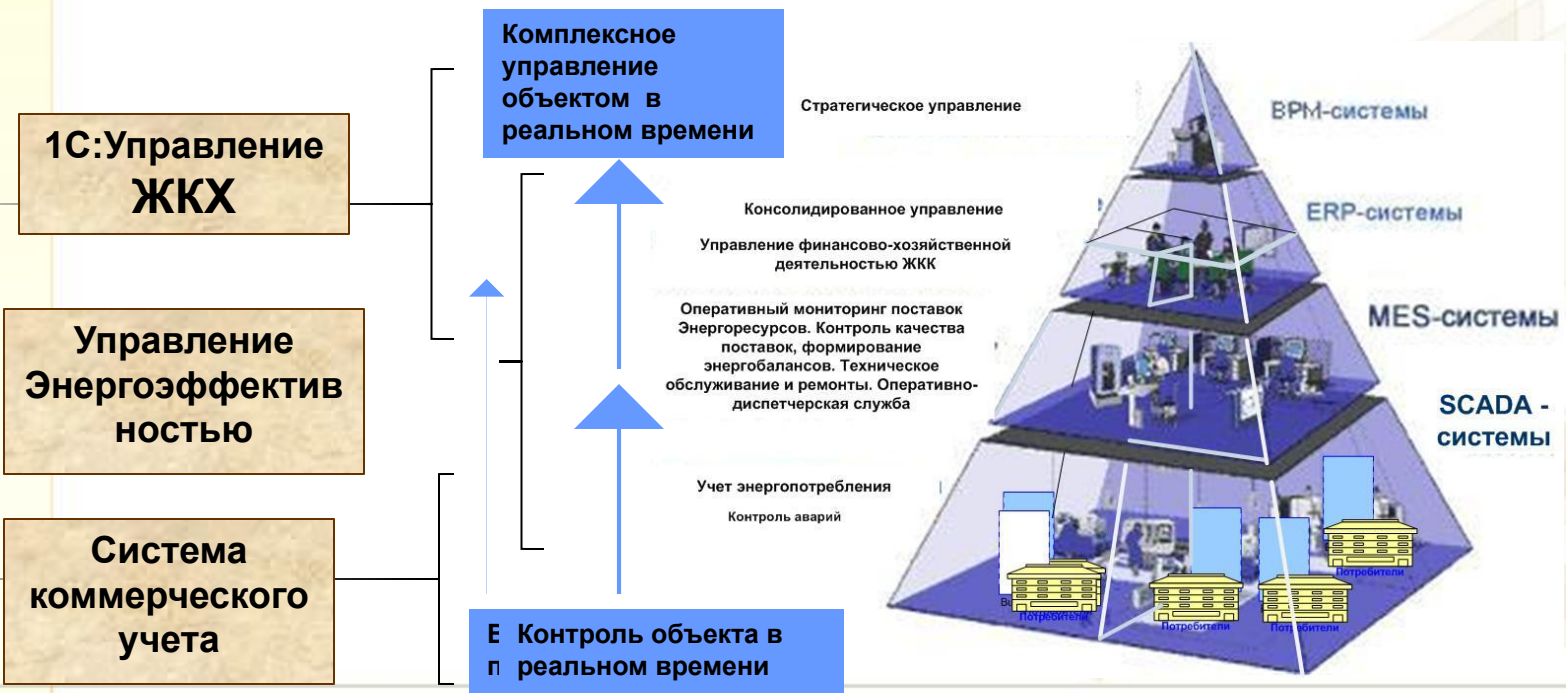 1С:Управление
ЖКХ
Управление
Энергоэффектив
ностью
Система
коммерческого
учета
Комплексное
управление
объектом в
реальном времени
Контроль объекта в
реальном времени
Стратегическое управление
Консолидированное управление
Управление финансово-хозяйственной
деятельностью ЖКК
Оперативный мониторинг поставок
Энергоресурсов. Контроль качества
поставок, формирование
энергобалансов. Техническое
обслуживание и ремонты. Оперативно-
диспетчерская служба
Учет энергопотребления
Контроль аварий
BPM-системы
ERP-системы
MES-системы
SCADA -
системы
Потребители
Потребители
Потребители
Потребители